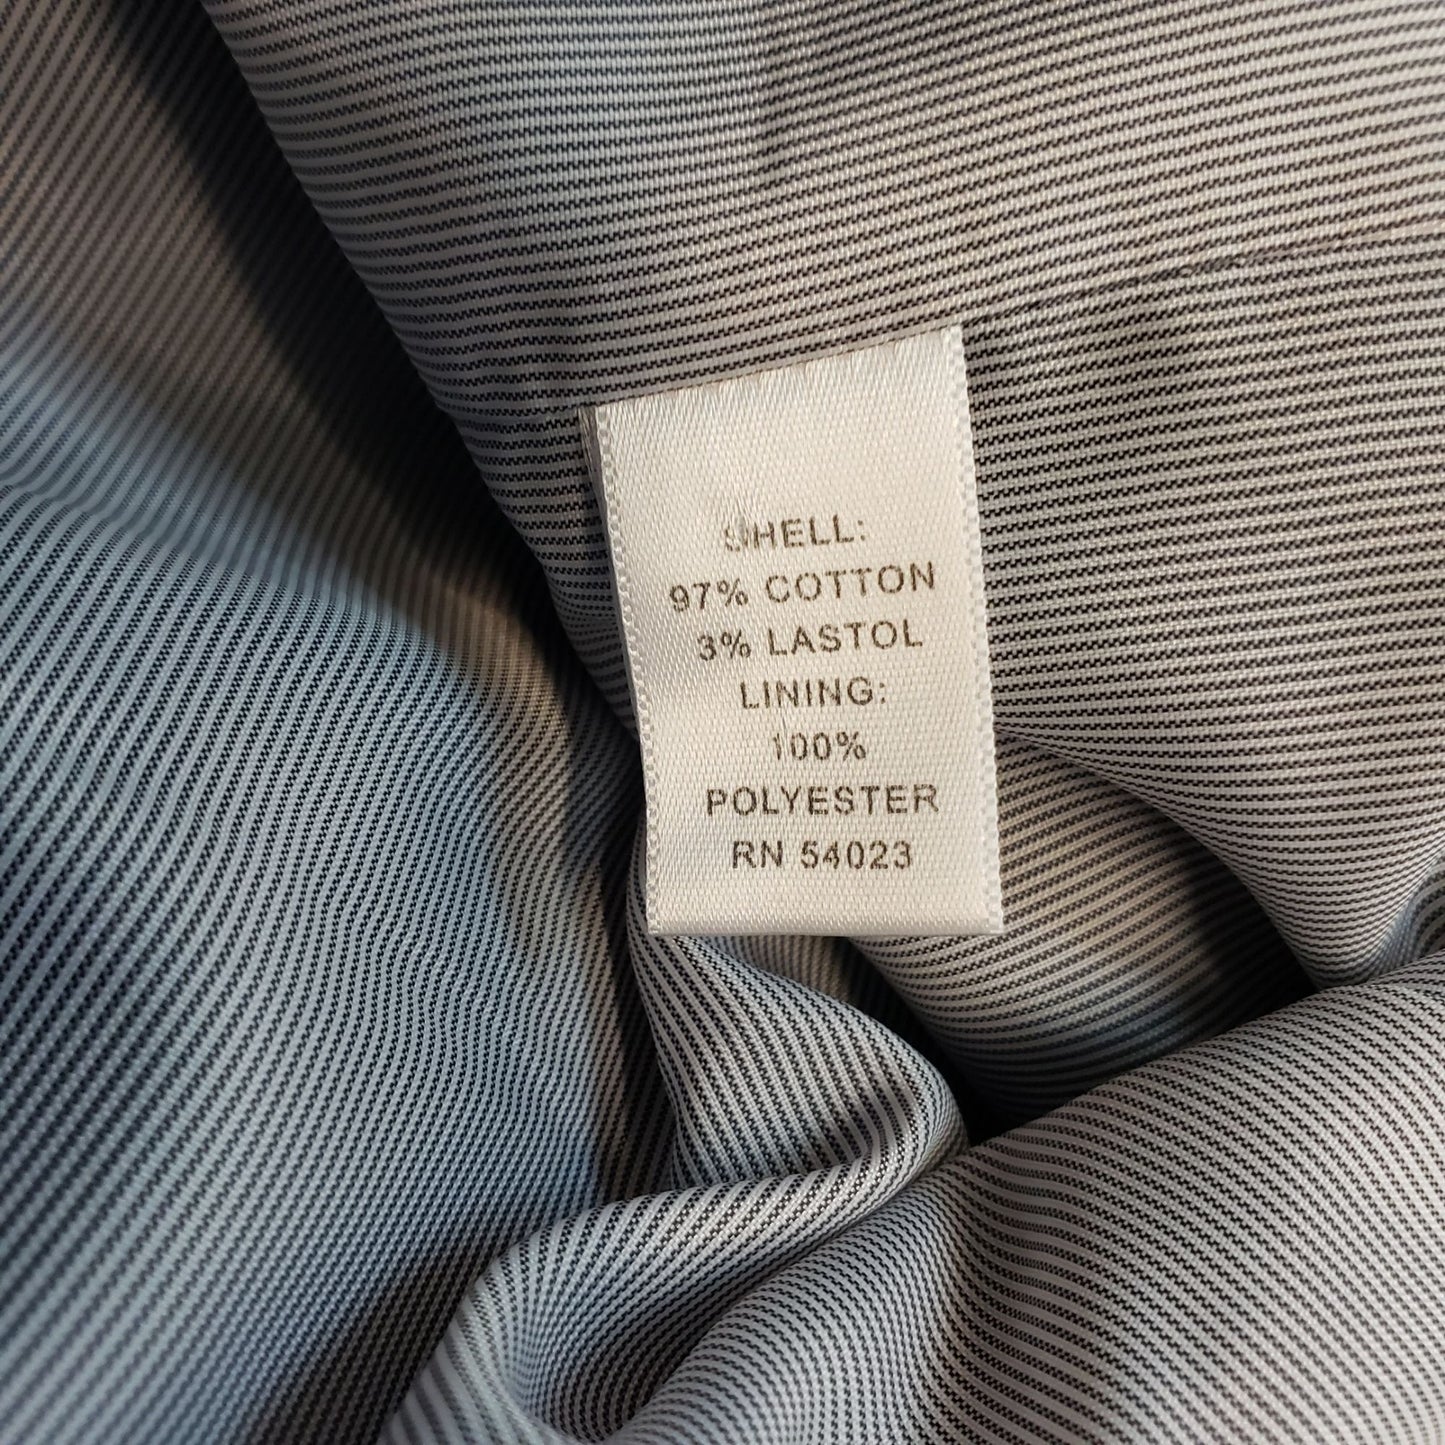 SHELL:
97% COTTON
3% LASTOL
LINING:
100%
POLYESTER
RN 54023